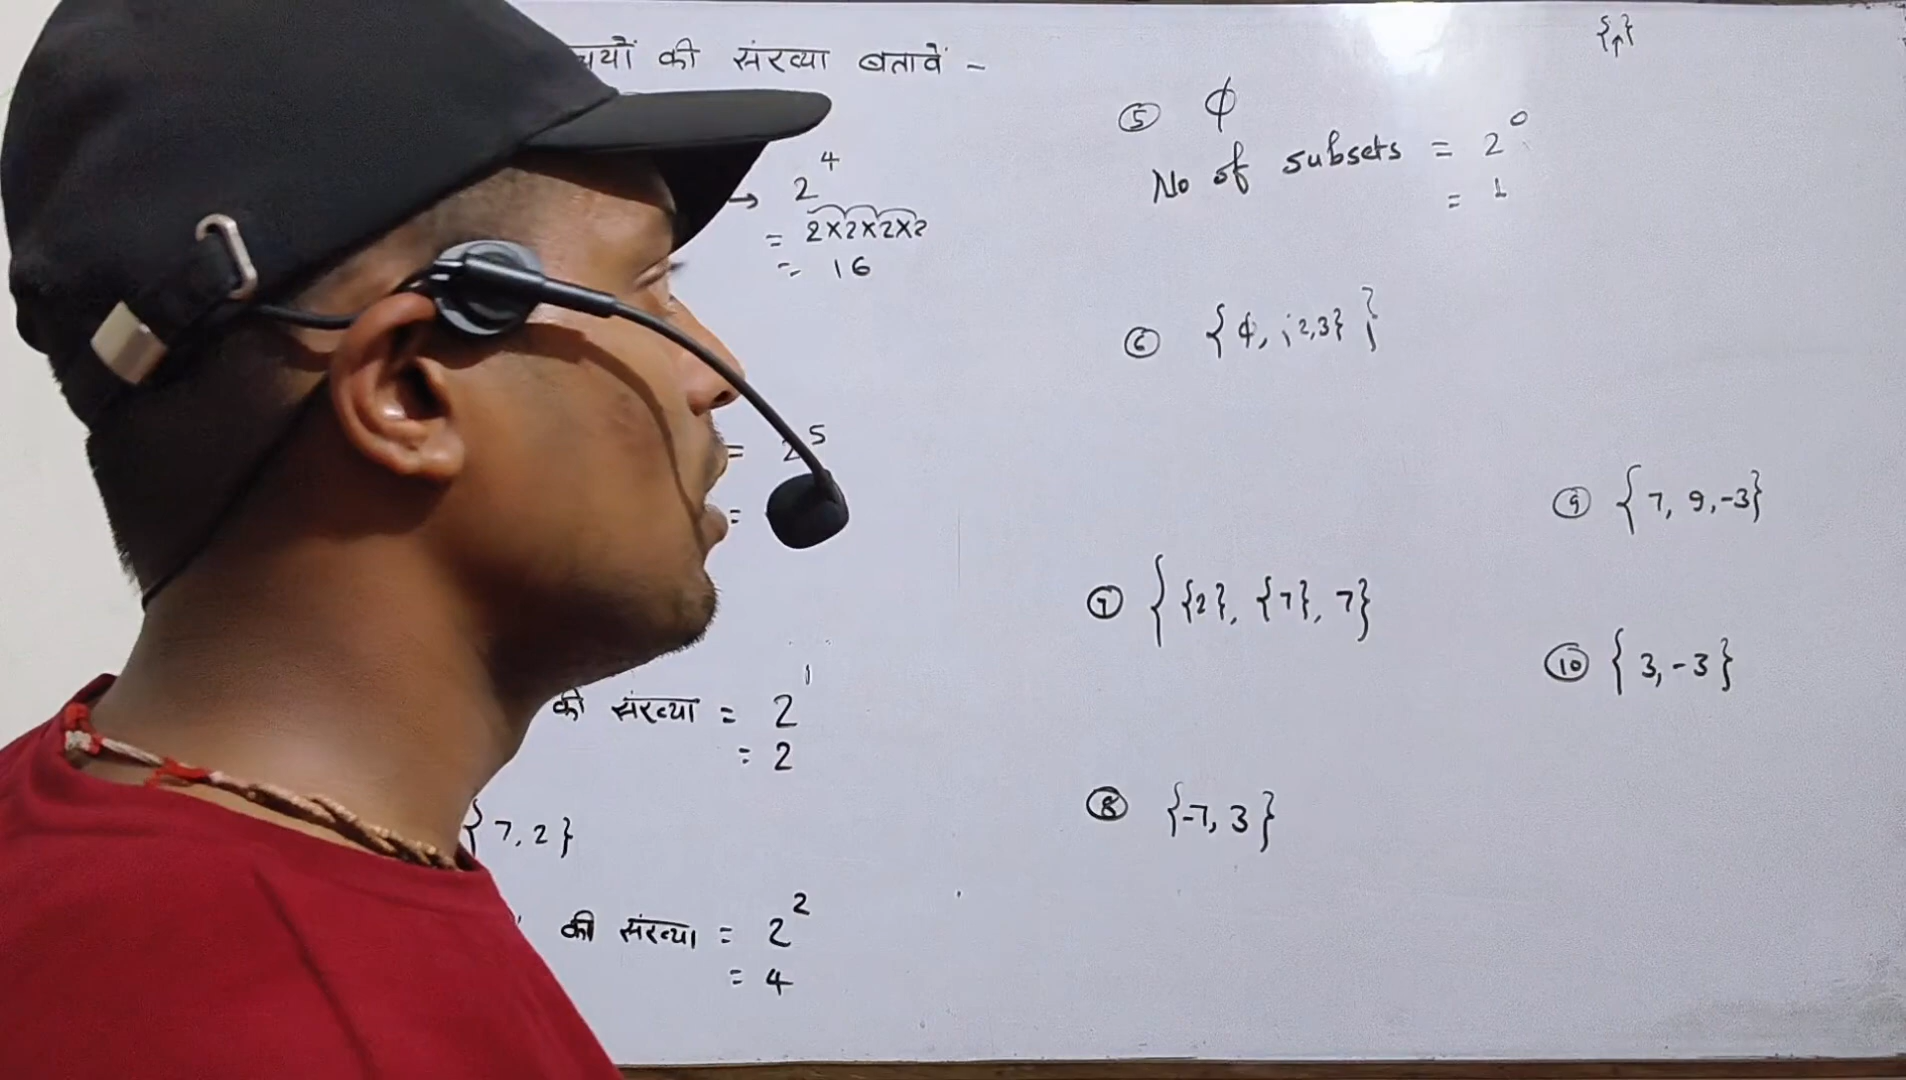 की संख्या बतावें -
{↑}
→ 2^4
= 2×2×2×2
= 16
= 2^5
=
की संख्या = 2^1
= 2
{7, 2}
की संख्या = 2^2
= 4
⑤ ϕ
No of subsets = 2^0
= 1
⑥ { ϕ, ; 2,3} }
⑦ { {2}, {7}, 7}
⑧ {-7, 3}
⑨ {7, 9, -3}
⑩ { 3, -3}